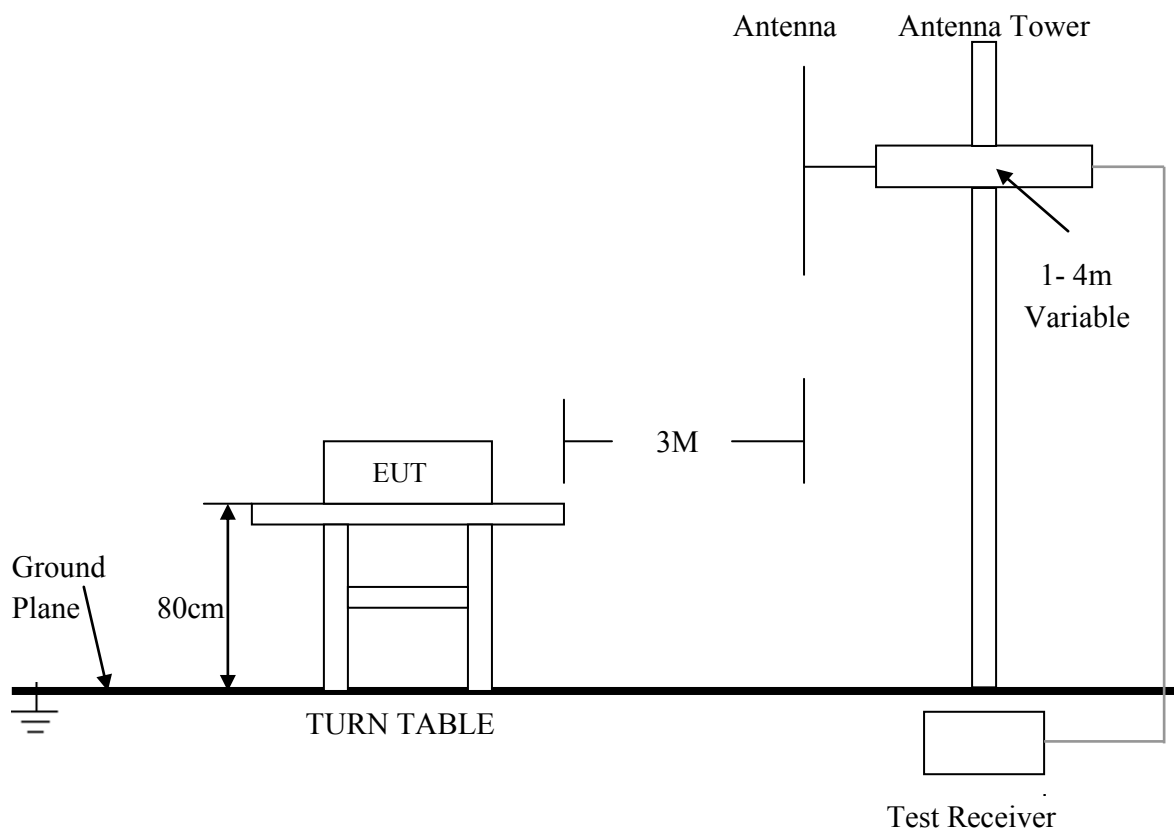 Antenna
Antenna Tower
1- 4m
Variable
3M
EUT
Ground
Plane
80cm
TURN TABLE
Test Receiver